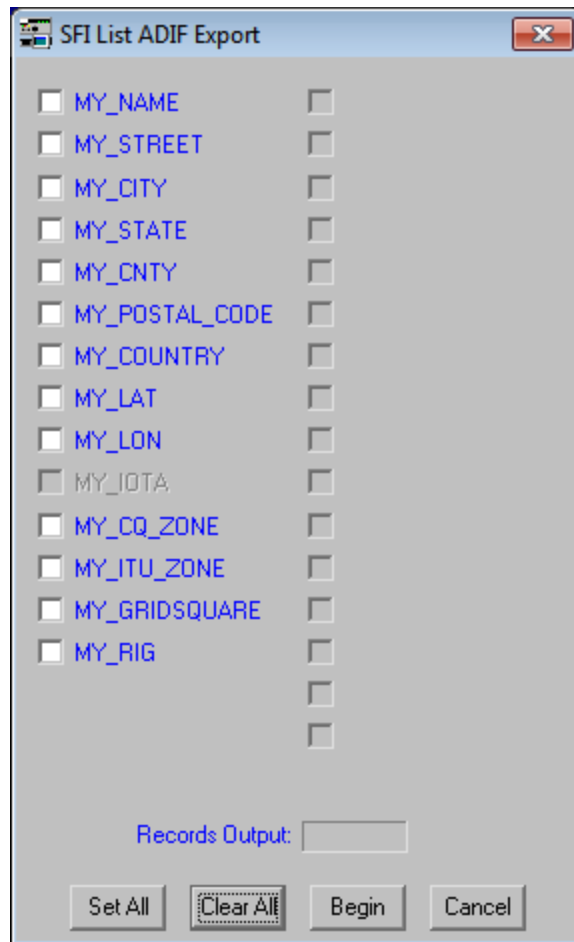 SFI List ADIF Export
MY_NAME
MY_STREET
MY_CITY
MY_STATE
MY_CNTY
MY_POSTAL_CODE
MY_COUNTRY
MY_LAT
MY_LON
MY_IOTA
MY_CQ_ZONE
MY_ITU_ZONE
MY_GRIDSQUARE
MY_RIG
Records Output:
Set All Clear All Begin Cancel